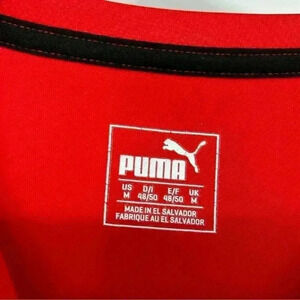 PUMA
US D/I E/F UK
M 48/50 48/50 M
MADE IN EL SALVADOR
FABRIQUE AU EL SALVADOR